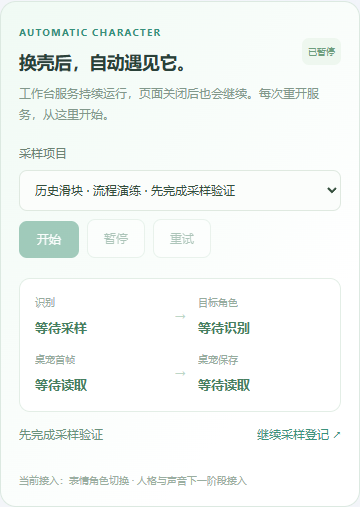 AUTOMATIC CHARACTER
已暂停
换壳后，自动遇见它。
工作台服务持续运行，页面关闭后也会继续。每次重开服
务，从这里开始。
采样项目
历史滑块 · 流程演练 · 先完成采样验证
开始 暂停 重试
识别 目标角色
等待采样 → 等待识别
桌宠首帧 桌宠保存
等待读取 → 等待读取
先完成采样验证 继续采样登记 ↗
当前接入：表情角色切换 · 人格与声音下一阶段接入